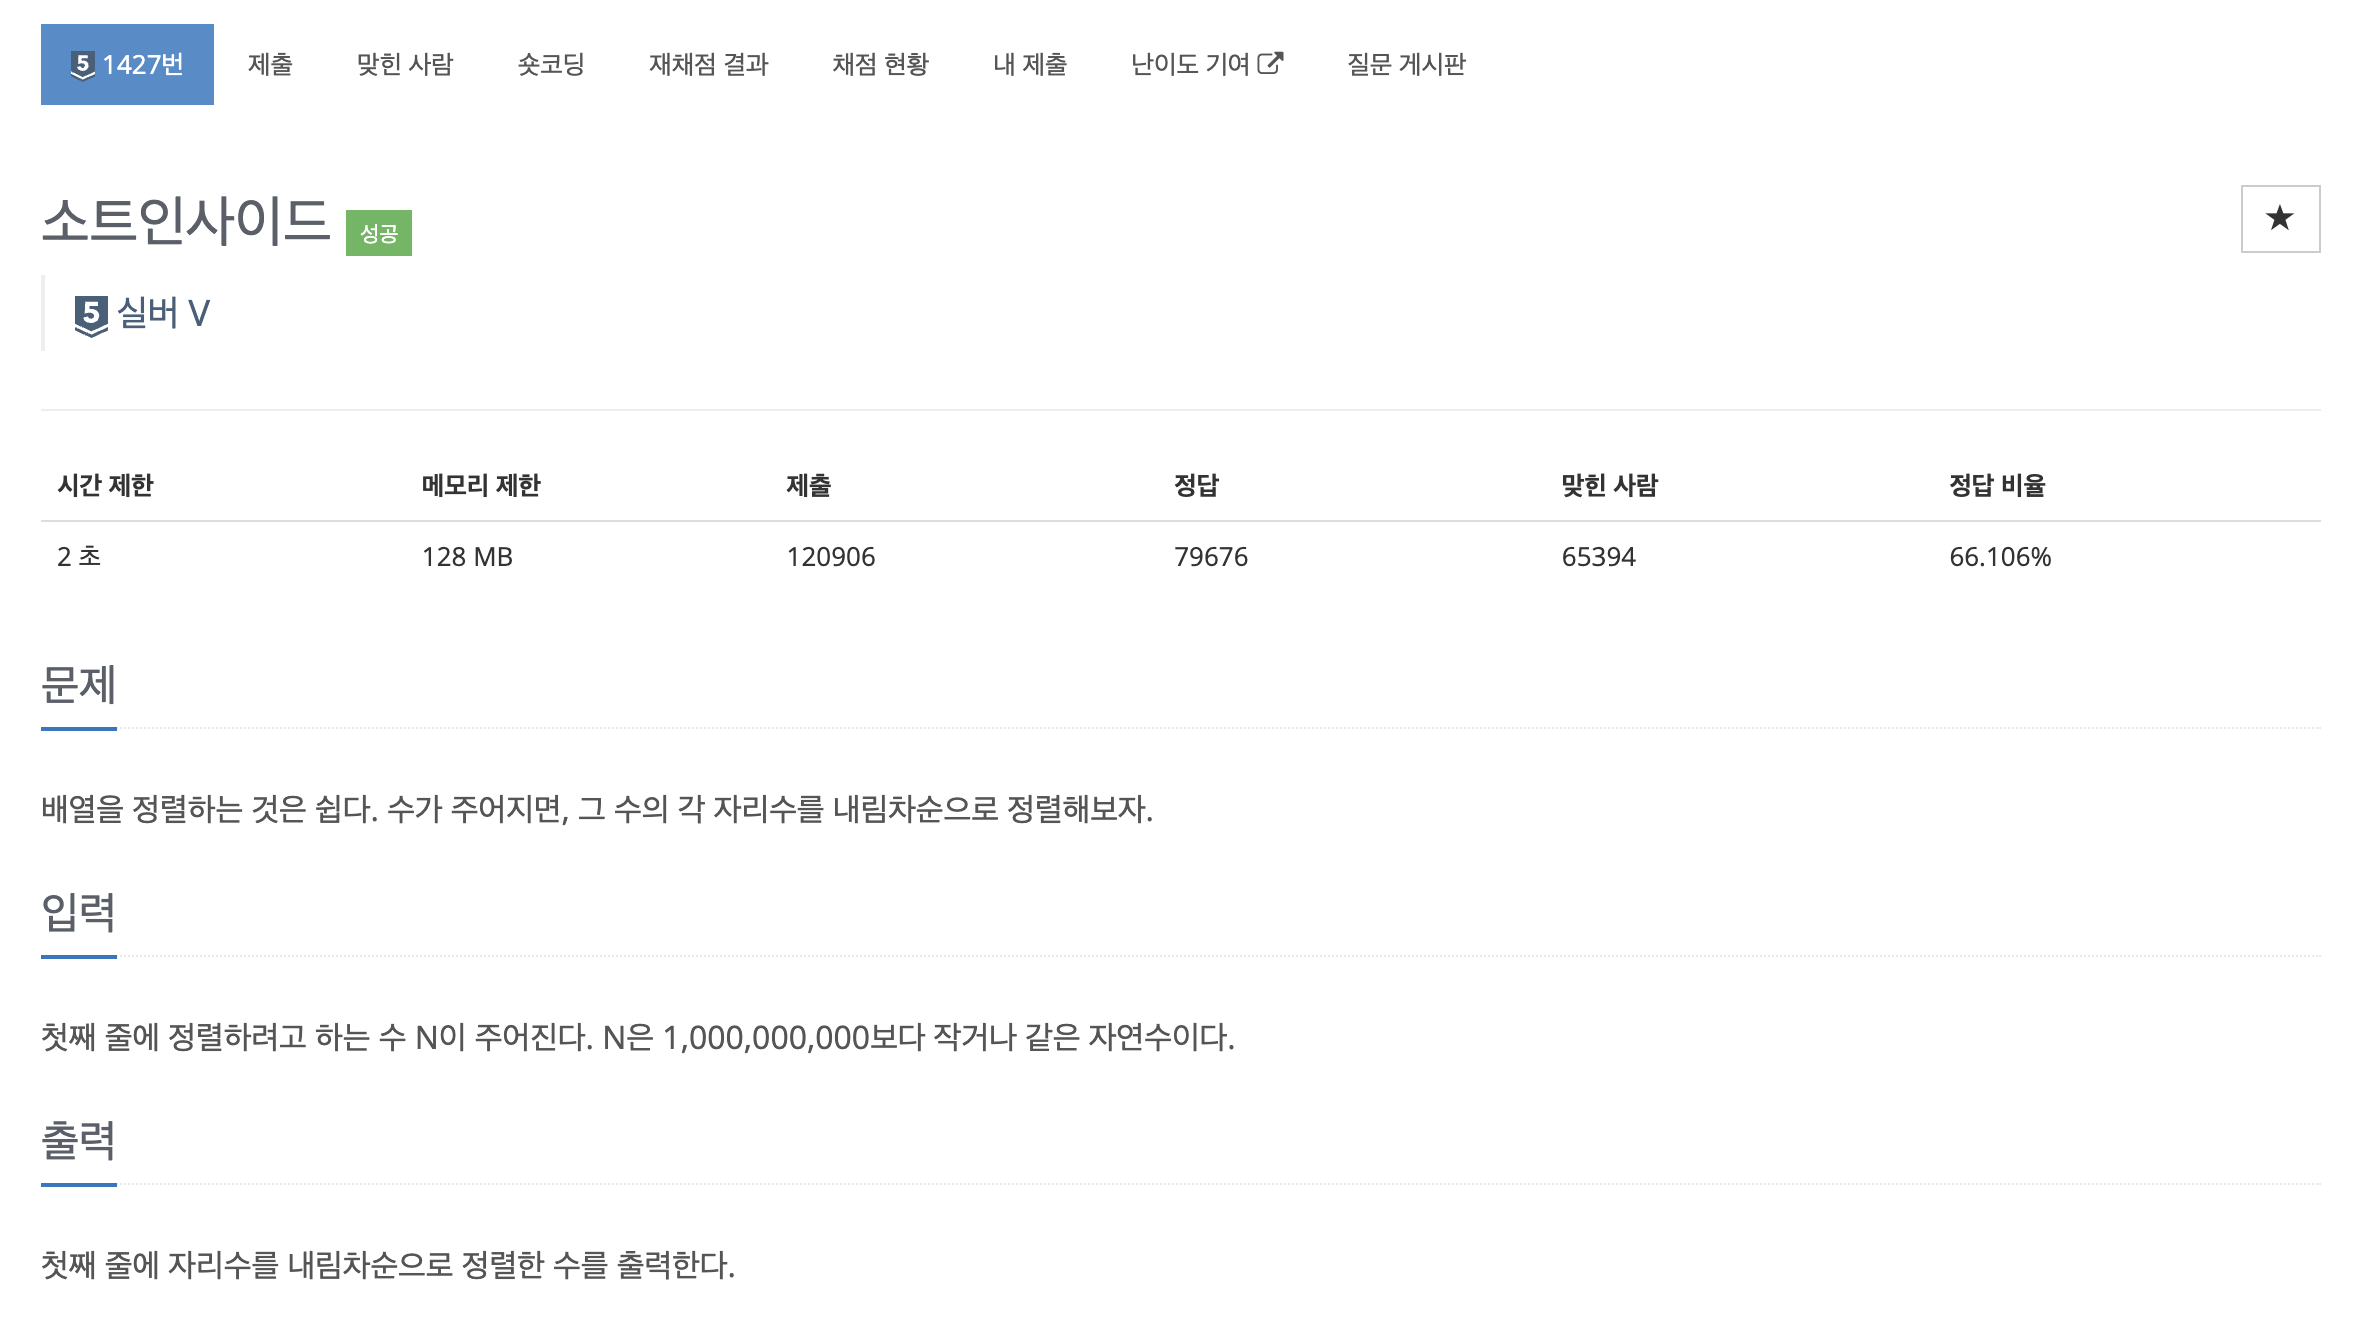 5 1427번 제출 맞힌 사람 숏코딩 재채점 결과 채점 현황 내 제출 난이도 기여 질문 게시판
소트인사이드 성공
5 실버 V
시간 제한 메모리 제한 제출 정답 맞힌 사람 정답 비율
2 초 128 MB 120906 79676 65394 66.106%
문제
배열을 정렬하는 것은 쉽다. 수가 주어지면, 그 수의 각 자리수를 내림차순으로 정렬해보자.
입력
첫째 줄에 정렬하려고 하는 수 N이 주어진다. N은 1,000,000,000보다 작거나 같은 자연수이다.
출력
첫째 줄에 자리수를 내림차순으로 정렬한 수를 출력한다.